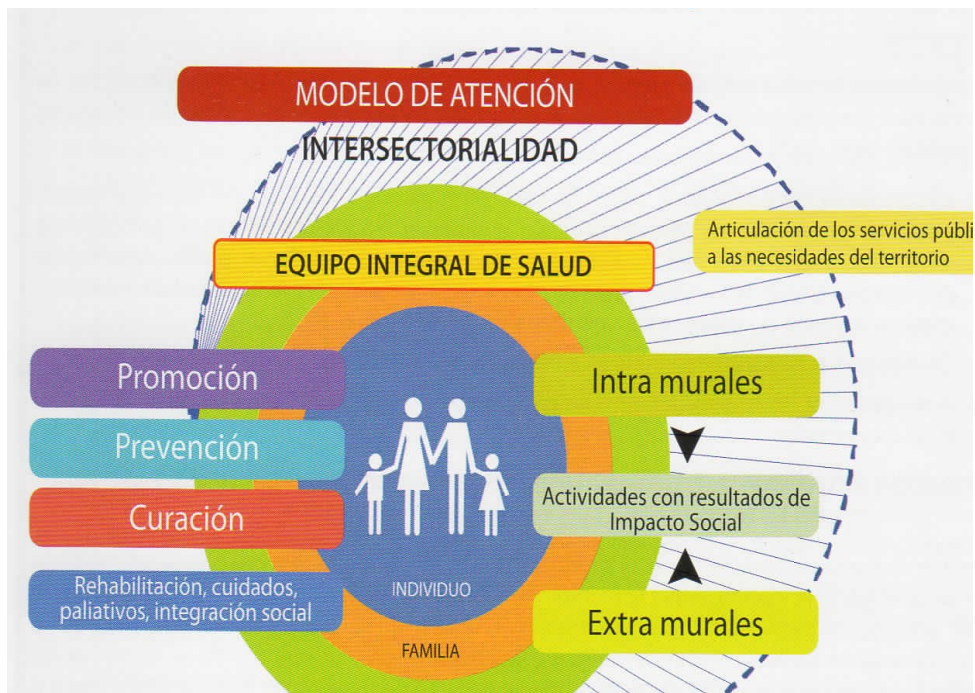 MODELO DE ATENCIÓN
INTERSECTORIALIDAD
Articulación de los servicios
a las necesidades del territorio
EQUIPO INTEGRAL DE SALUD
Promoción
Prevención
Curación
Rehabilitación, cuidados,
paliativos, integración social
Intra murales
Actividades con resultados de
Impacto Social
Extra murales
INDIVIDUO
FAMILIA